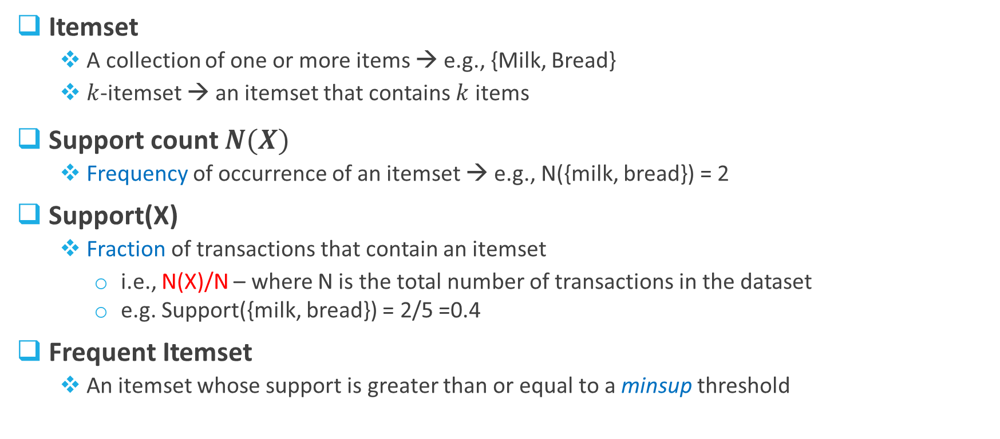 Itemset
A collection of one or more items → e.g., {Milk, Bread}
k-itemset → an itemset that contains k items
Support count N(X)
Frequency of occurrence of an itemset → e.g., N({milk, bread}) = 2
Support(X)
Fraction of transactions that contain an itemset
i.e., N(X)/N – where N is the total number of transactions in the dataset
e.g. Support({milk, bread}) = 2/5 =0.4
Frequent Itemset
An itemset whose support is greater than or equal to a minsup threshold